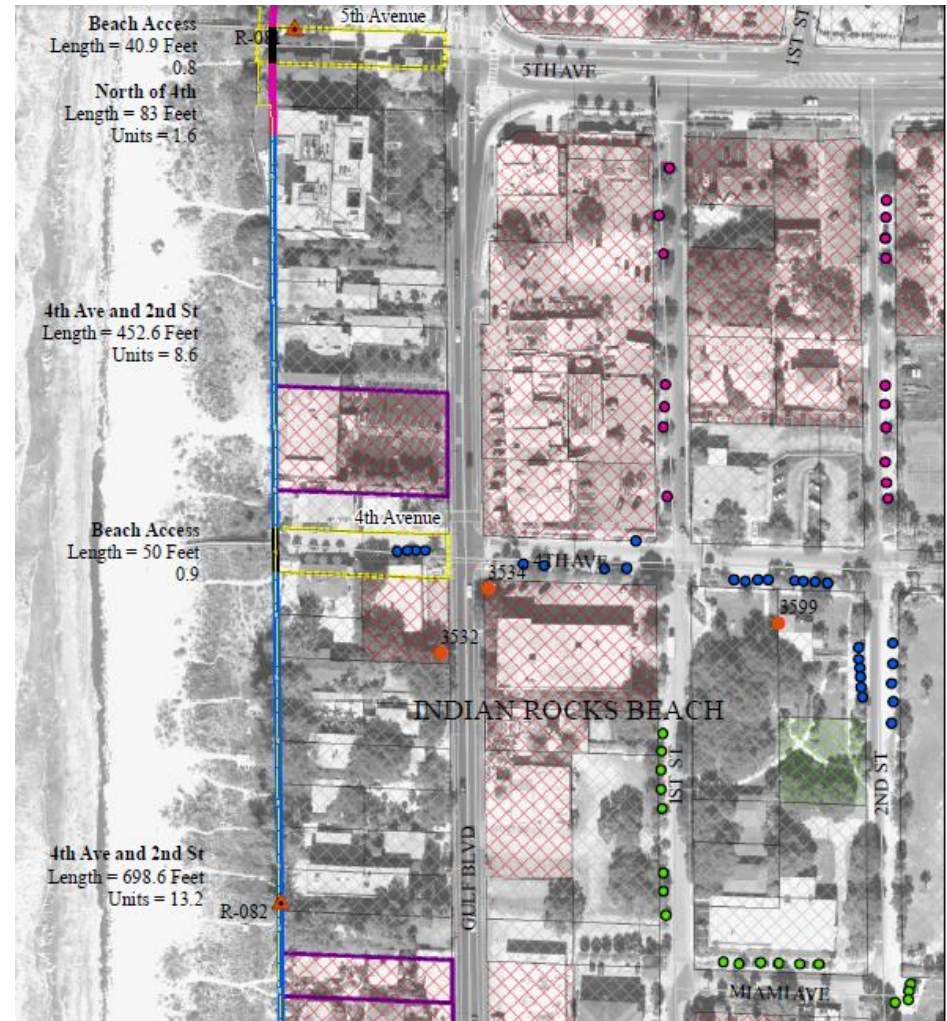 5th Avenue
Beach Access
Length = 40.9 Feet
0.8
R-08
1ST ST
5TH AVE
North of 4th
Length = 83 Feet
Units = 1.6
4th Ave and 2nd St
Length = 452.6 Feet
Units = 8.6
4th Avenue
Beach Access
Length = 50 Feet
0.9
4TH AVE
3534
3599
3532
INDIAN ROCKS BEACH
1ST ST
2ND ST
GULF BLVD
4th Ave and 2nd St
Length = 698.6 Feet
Units = 13.2
R-082
MIAMI AVE